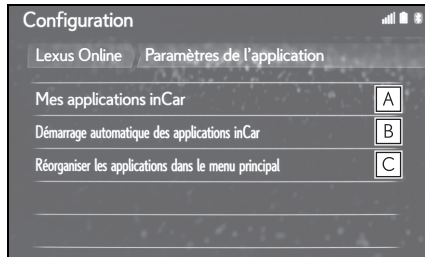 Configuration
Lexus Online Paramètres de l'application
Mes applications inCar A
Démarrage automatique des applications inCar B
Réorganiser les applications dans le menu principal C